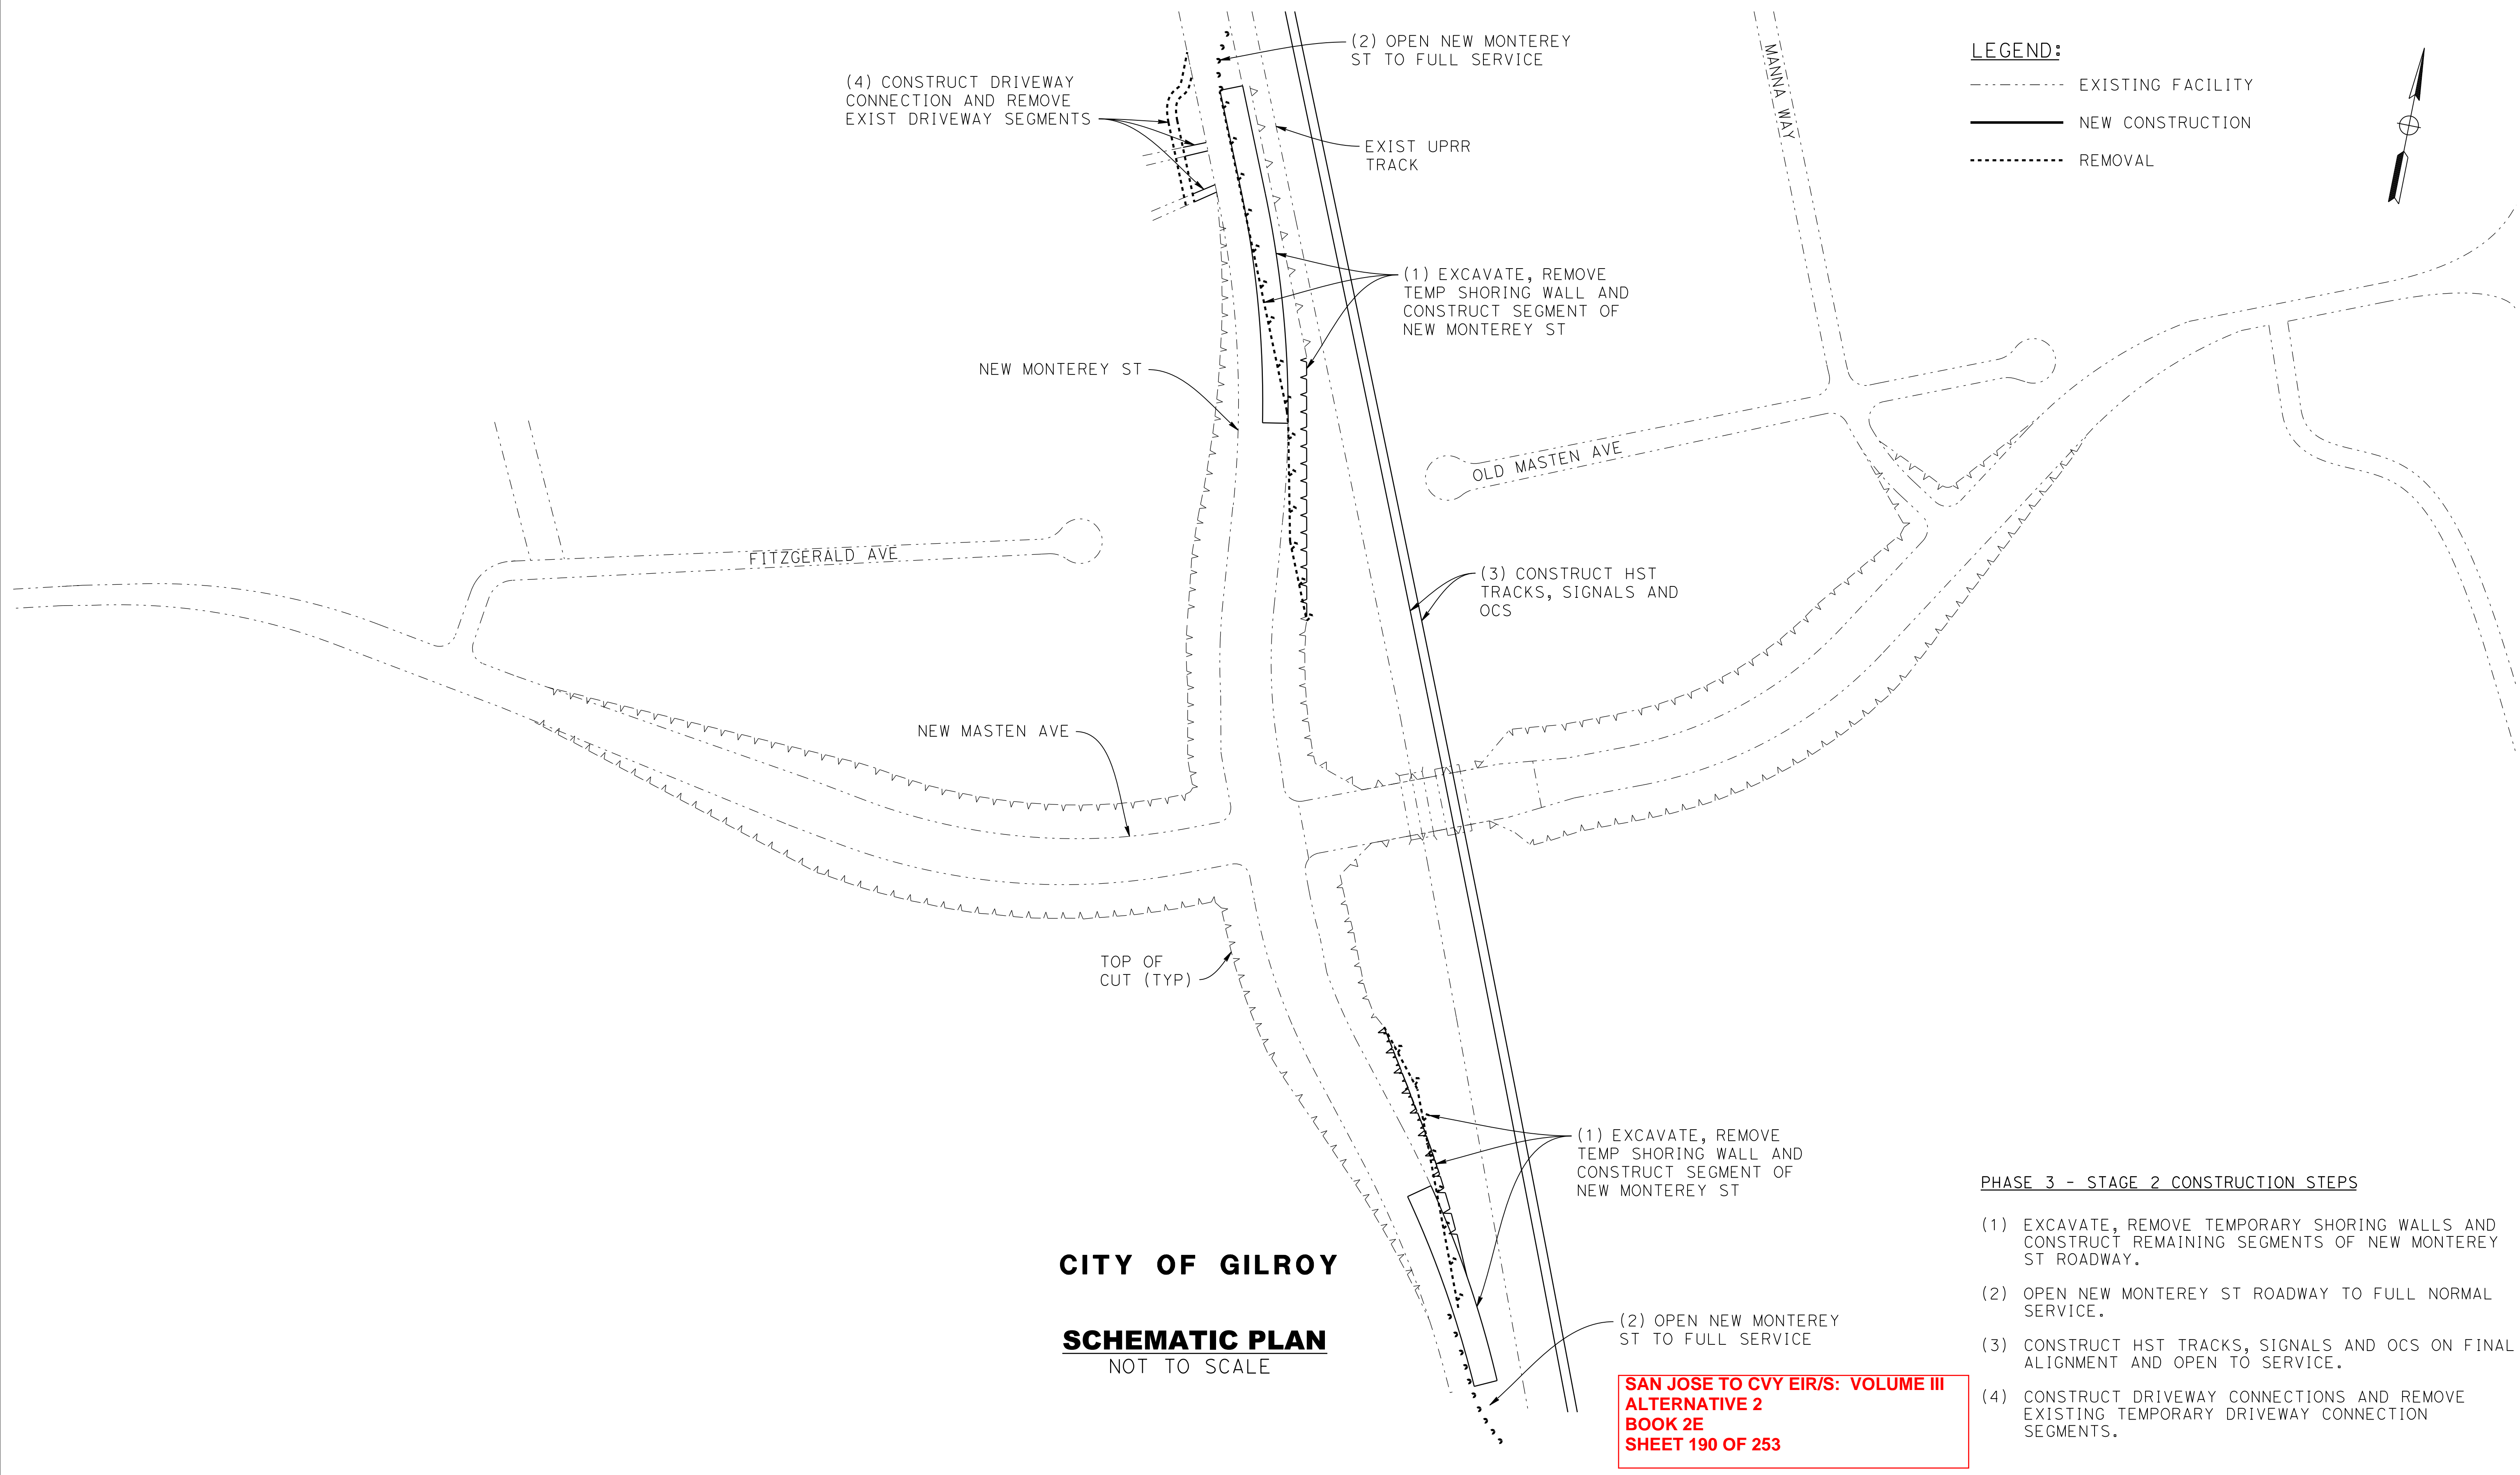 (2) OPEN NEW MONTEREY
ST TO FULL SERVICE
(4) CONSTRUCT DRIVEWAY
CONNECTION AND REMOVE
EXIST DRIVEWAY SEGMENTS
EXIST UPRR
TRACK
MANNA WAY
LEGEND:
EXISTING FACILITY
NEW CONSTRUCTION
REMOVAL
(1) EXCAVATE, REMOVE
TEMP SHORING WALL AND
CONSTRUCT SEGMENT OF
NEW MONTEREY ST
NEW MONTEREY ST
OLD MASTEN AVE
FITZGERALD AVE
(3) CONSTRUCT HST
TRACKS, SIGNALS AND
OCS
NEW MASTEN AVE
TOP OF
CUT (TYP)
(1) EXCAVATE, REMOVE
TEMP SHORING WALL AND
CONSTRUCT SEGMENT OF
NEW MONTEREY ST
CITY OF GILROY
SCHEMATIC PLAN
NOT TO SCALE
(2) OPEN NEW MONTEREY
ST TO FULL SERVICE
SAN JOSE TO CVY EIR/S: VOLUME III
ALTERNATIVE 2
BOOK 2E
SHEET 190 OF 253
PHASE 3 - STAGE 2 CONSTRUCTION STEPS
(1) EXCAVATE, REMOVE TEMPORARY SHORING WALLS AND
CONSTRUCT REMAINING SEGMENTS OF NEW MONTEREY
ST ROADWAY.
(2) OPEN NEW MONTEREY ST ROADWAY TO FULL NORMAL
SERVICE.
(3) CONSTRUCT HST TRACKS, SIGNALS AND OCS ON FINAL
ALIGNMENT AND OPEN TO SERVICE.
(4) CONSTRUCT DRIVEWAY CONNECTIONS AND REMOVE
EXISTING TEMPORARY DRIVEWAY CONNECTION
SEGMENTS.